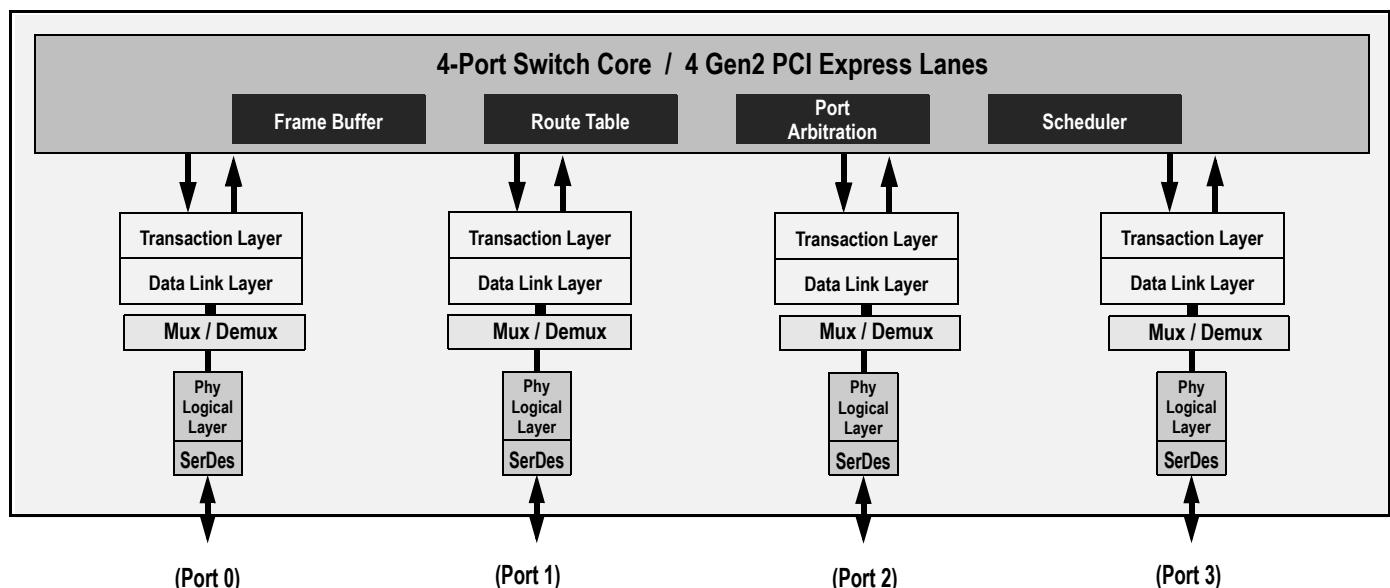 4-Port Switch Core / 4 Gen2 PCI Express Lanes
Frame Buffer
Route Table
Port
Arbitration
Scheduler
Transaction Layer
Transaction Layer
Transaction Layer
Transaction Layer
Data Link Layer
Data Link Layer
Data Link Layer
Data Link Layer
Mux / Demux
Mux / Demux
Mux / Demux
Mux / Demux
Phy
Logical
Layer
Phy
Logical
Layer
Phy
Logical
Layer
Phy
Logical
Layer
SerDes
SerDes
SerDes
SerDes
(Port 0)
(Port 1)
(Port 2)
(Port 3)